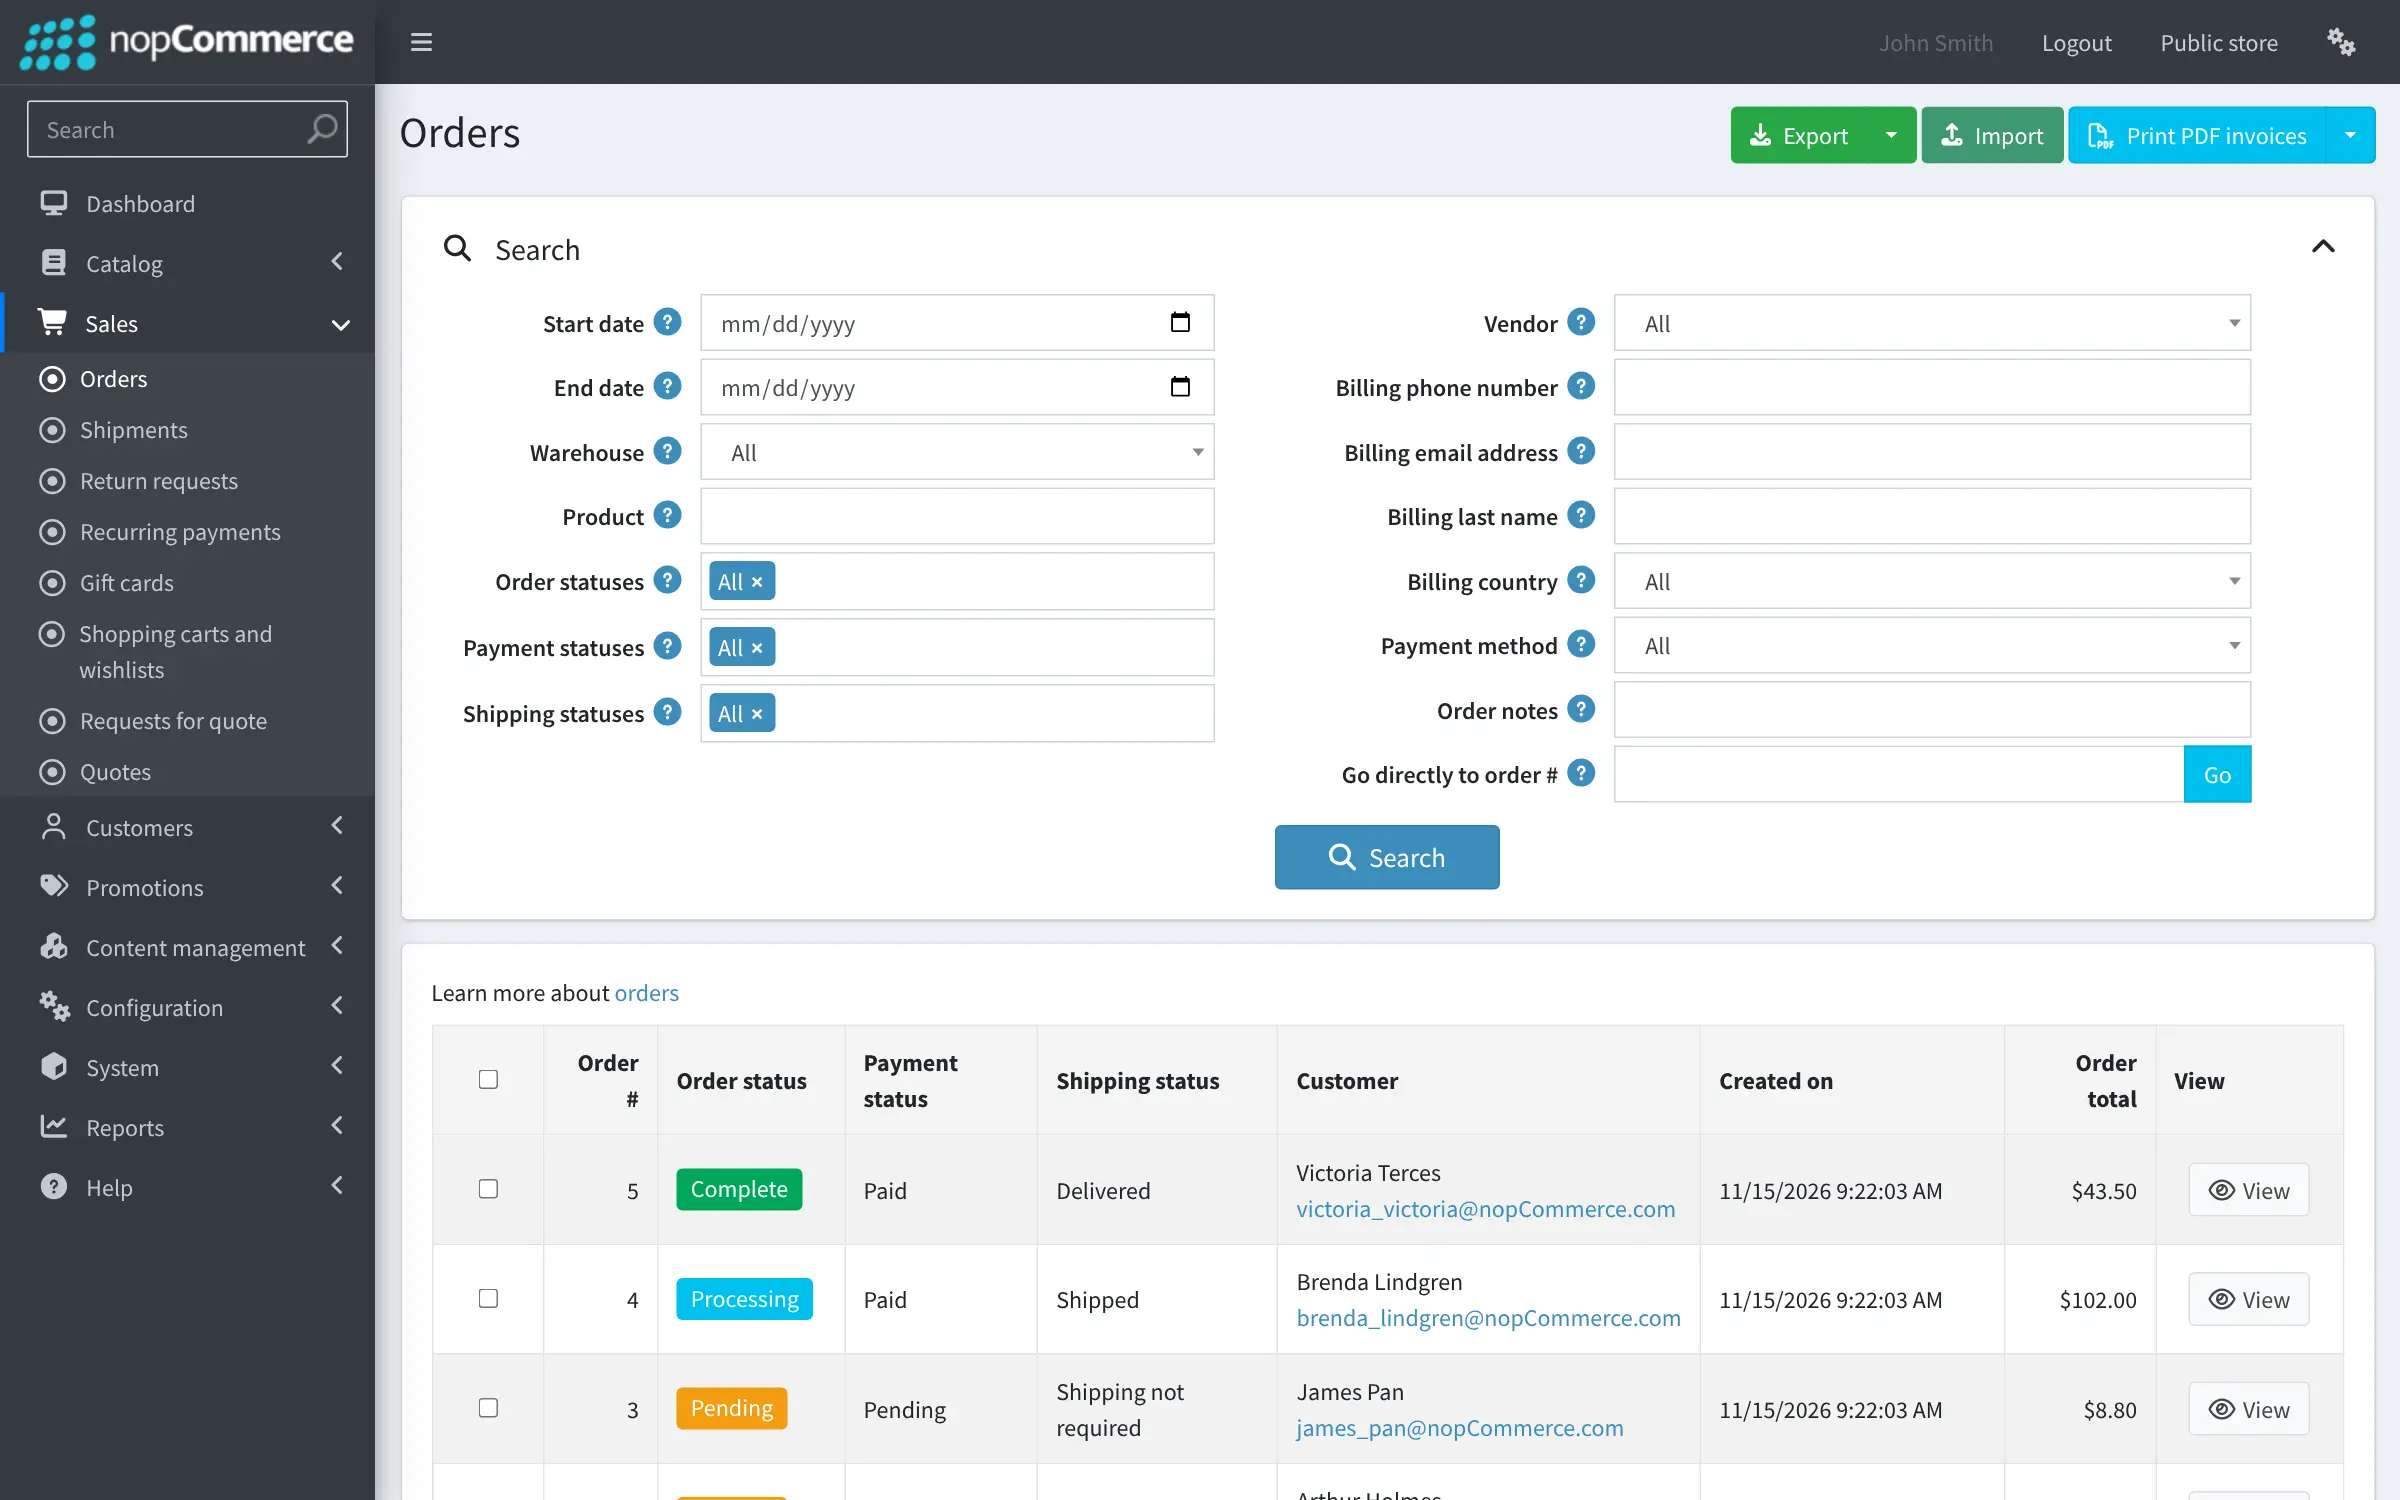 nopCommerce
John Smith
Logout
Public store
Search
Dashboard
Catalog
Sales
Orders
Shipments
Return requests
Recurring payments
Gift cards
Shopping carts and
wishlists
Requests for quote
Quotes
Customers
Promotions
Content management
Configuration
System
Reports
Help
Orders
Export
Import
PDF
Print PDF invoices
Search
Start date ? mm/dd/yyyy
End date ? mm/dd/yyyy
Warehouse ? All
Product ?
Order statuses ? All ×
Payment statuses ? All ×
Shipping statuses ? All ×
Vendor ? All
Billing phone number ?
Billing email address ?
Billing last name ?
Billing country ? All
Payment method ? All
Order notes ?
Go directly to order # ? Go
Search
Learn more about orders
Order
#
Order status
Payment
status
Shipping status
Customer
Created on
Order
total
View
5 Complete Paid Delivered
Victoria Terces
victoria_victoria@nopCommerce.com
11/15/2026 9:22:03 AM $43.50 View
4 Processing Paid Shipped
Brenda Lindgren
brenda_lindgren@nopCommerce.com
11/15/2026 9:22:03 AM $102.00 View
3 Pending Pending
Shipping not
required
James Pan
james_pan@nopCommerce.com
11/15/2026 9:22:03 AM $8.80 View
Arthur Holmes